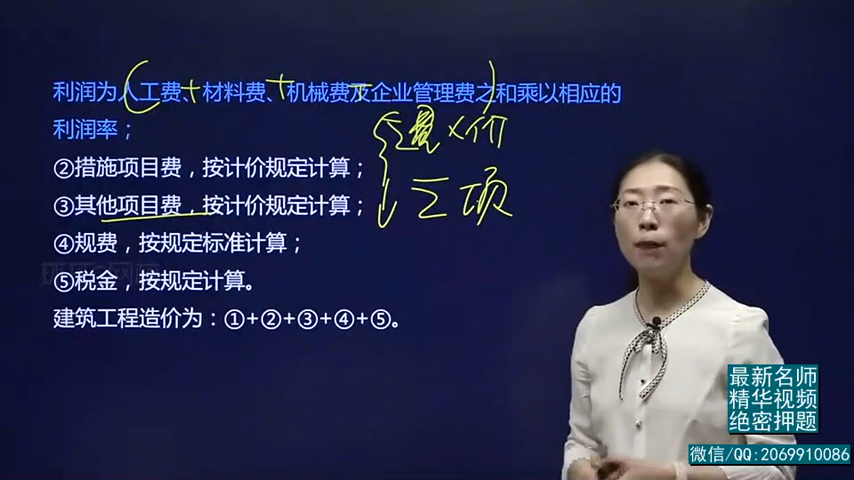 利润为人工费、材料费、机械费及企业管理费之和乘以相应的
利润率；
②措施项目费，按计价规定计算；
③其他项目费，按计价规定计算；
④规费，按规定标准计算；
⑤税金，按规定计算。
建筑工程造价为：①+②+③+④+⑤。
量×价
三项
最新名师
精华视频
绝密押题
微信/QQ:2069910086